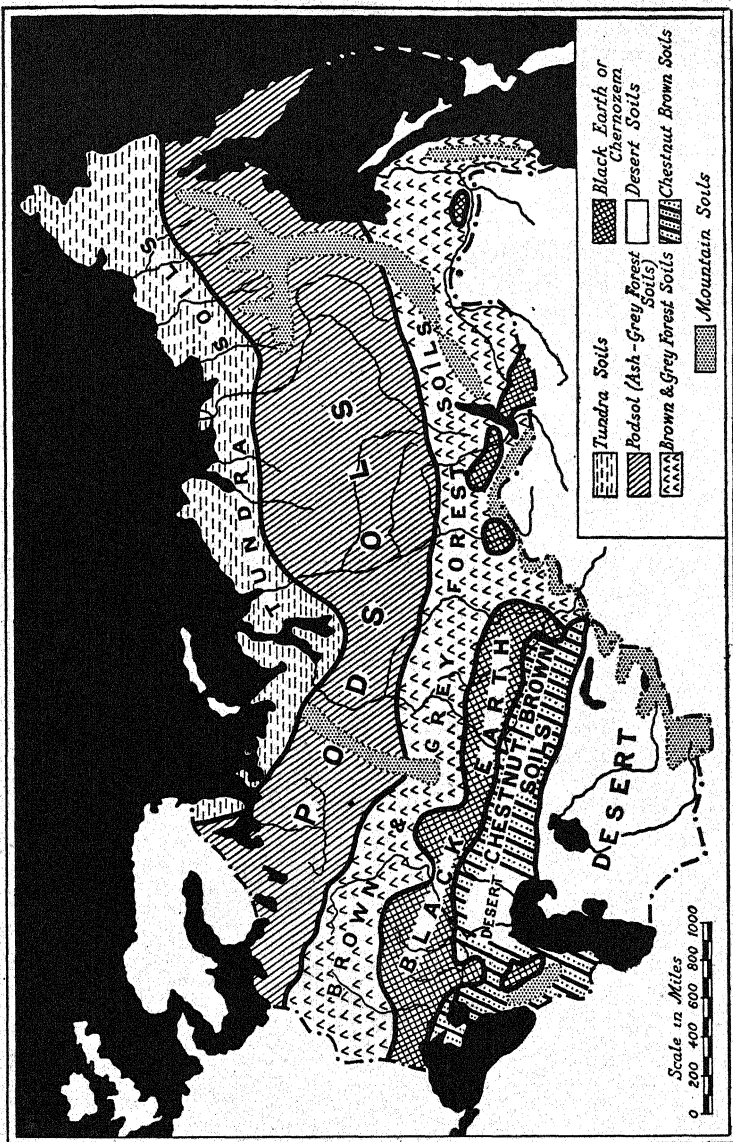 TUNDRA SOILS
PODSOLS
BROWN & GREY FOREST SOILS
BLACK EARTH
CHESTNUT BROWN
SOILS
DESERT
DESERT
Scale in Miles
0 200 400 600 800 1000
Tundra Soils
Podsol (Ash-Grey Forest
Soils)
Brown & Grey Forest Soils
Black Earth or
Chernozem
Desert Soils
Chestnut Brown Soils
Mountain Soils